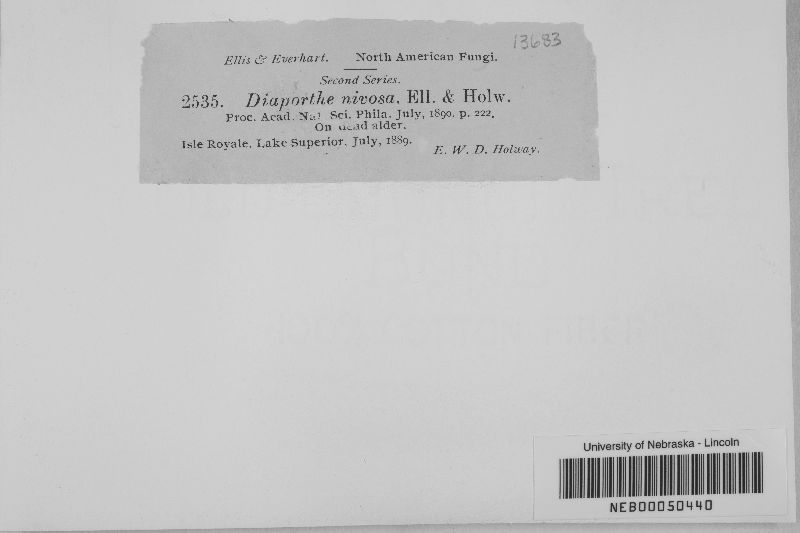 13683
Ellis & Everhart. North American Fungi.
Second Series.
2535. Diaporthe nivosa, Ell. & Holw.
Proc. Acad. Nat. Sci. Phila. July, 1890. p. 222.
On dead alder.
Isle Royale, Lake Superior, July, 1889.
E. W. D. Holway.
University of Nebraska - Lincoln
NEB00050440